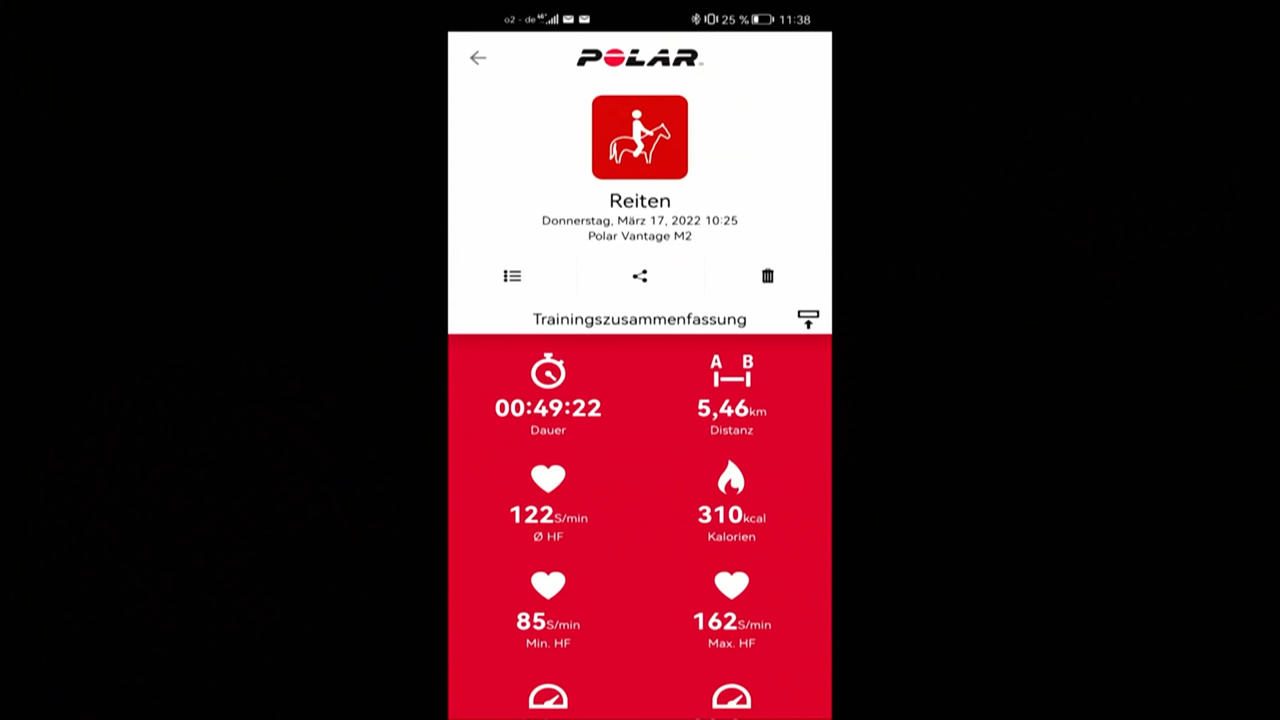 o2 - de 25 % 11:38
POLAR
Reiten
Donnerstag, März 17, 2022 10:25
Polar Vantage M2
Trainingszusammenfassung
A B
00:49:22 5,46km
Dauer Distanz
122S/min 310kcal
Ø HF Kalorien
85S/min 162S/min
Min. HF Max. HF